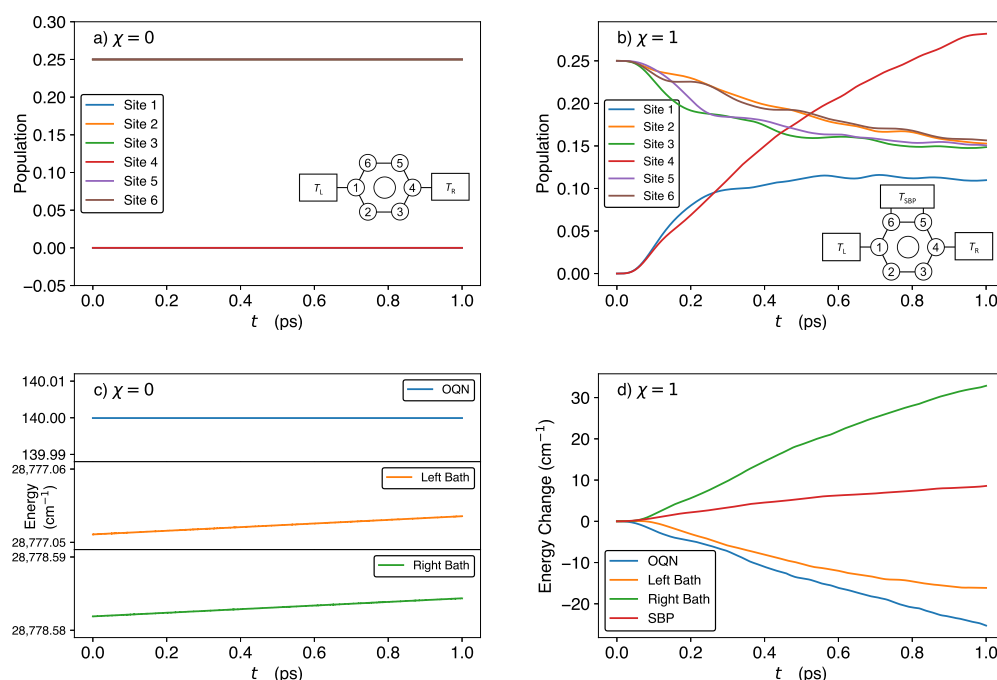 a) χ = 0
Population
0.30
0.25
0.20
0.15
0.10
0.05
0.00
−0.05
Site 1
Site 2
Site 3
Site 4
Site 5
Site 6
6 5
T_L 1 4 T_R
2 3
0.0 0.2 0.4 0.6 0.8 1.0
t (ps)
b) χ = 1
Population
0.25
0.20
0.15
0.10
0.05
0.00
Site 1
Site 2
Site 3
Site 4
Site 5
Site 6
T_SBP
6 5
T_L 1 4 T_R
2 3
0.0 0.2 0.4 0.6 0.8 1.0
t (ps)
c) χ = 0
Energy
(cm⁻¹)
140.01
140.00
139.99
OQN
28,777.06
28,777.05
Left Bath
28,778.59
28,778.58
Right Bath
0.0 0.2 0.4 0.6 0.8 1.0
t (ps)
d) χ = 1
Energy Change (cm⁻¹)
30
20
10
0
−10
−20
OQN
Left Bath
Right Bath
SBP
0.0 0.2 0.4 0.6 0.8 1.0
t (ps)